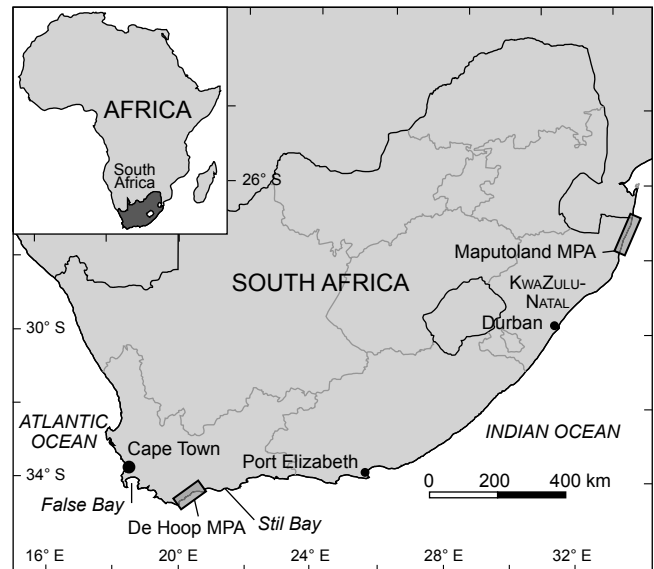 AFRICA
South
Africa
26° S
Maputoland MPA
SOUTH AFRICA
KWAZULU-
NATAL
30° S
Durban
ATLANTIC
OCEAN
INDIAN OCEAN
Cape Town
Port Elizabeth
34° S
0 200 400 km
False Bay
Stil Bay
De Hoop MPA
16° E 20° E 24° E 28° E 32° E